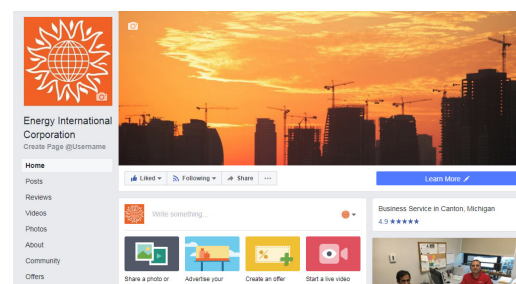 Energy International
Corporation
Create Page @Username
Home
Posts
Reviews
Videos
Photos
About
Community
Offers
Liked
Following
Share
Learn More
Write something...
Share a photo or
Advertise your
Create an offer
Start a live video
Business Service in Canton, Michigan
4.9 ★★★★★